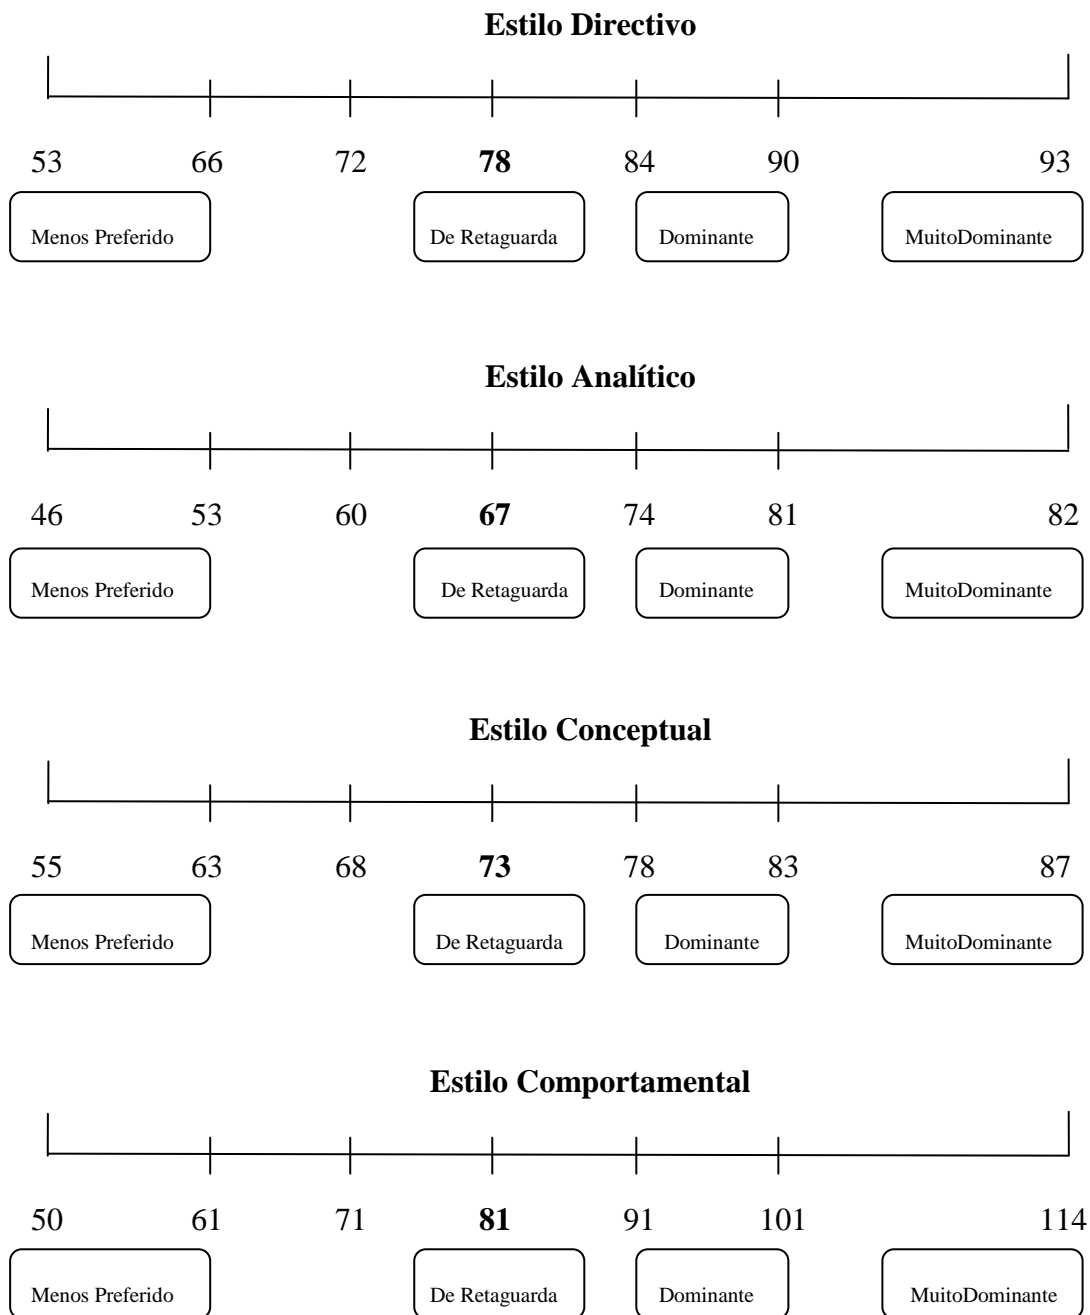 Estilo Directivo
53 66 72 78 84 90 93
Menos Preferido De Retaguarda Dominante MuitoDominante
Estilo Analítico
46 53 60 67 74 81 82
Menos Preferido De Retaguarda Dominante MuitoDominante
Estilo Conceptual
55 63 68 73 78 83 87
Menos Preferido De Retaguarda Dominante MuitoDominante
Estilo Comportamental
50 61 71 81 91 101 114
Menos Preferido De Retaguarda Dominante MuitoDominante